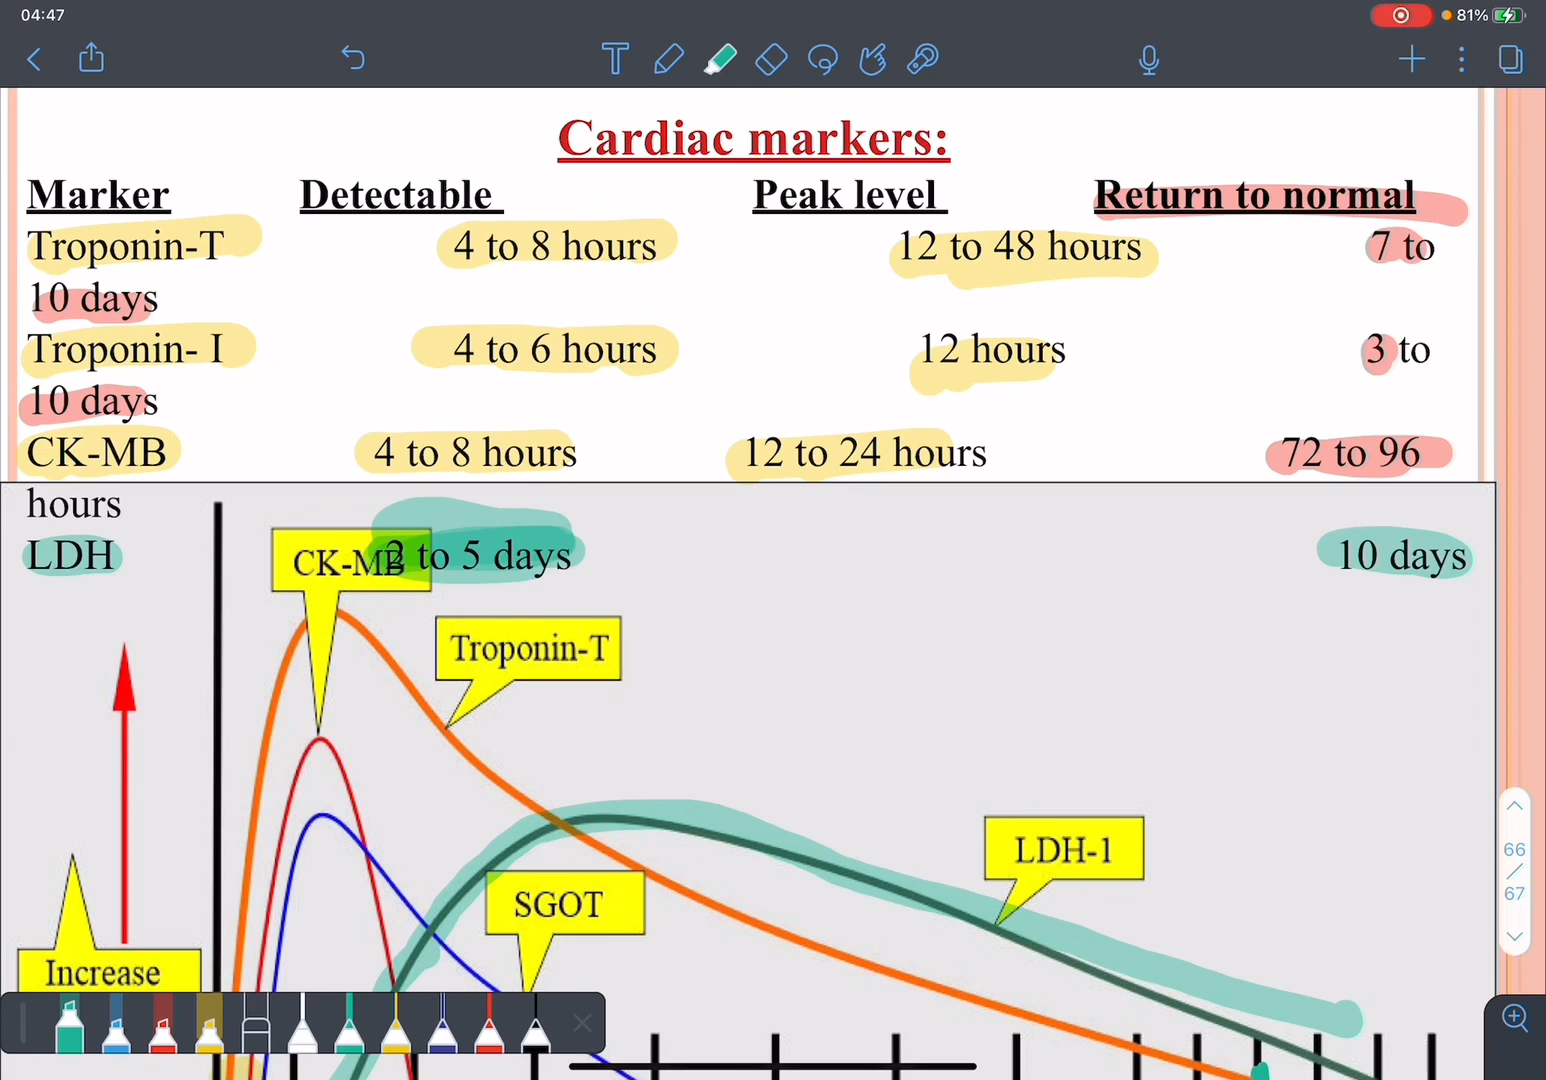 04:47
81%
Cardiac markers:
Marker Detectable Peak level Return to normal
Troponin-T 4 to 8 hours 12 to 48 hours 7 to
10 days
Troponin- I 4 to 6 hours 12 hours 3 to
10 days
CK-MB 4 to 8 hours 12 to 24 hours 72 to 96
hours
LDH 2 to 5 days 10 days
CK-MB
Troponin-T
LDH-1
66
67
SGOT
Increase